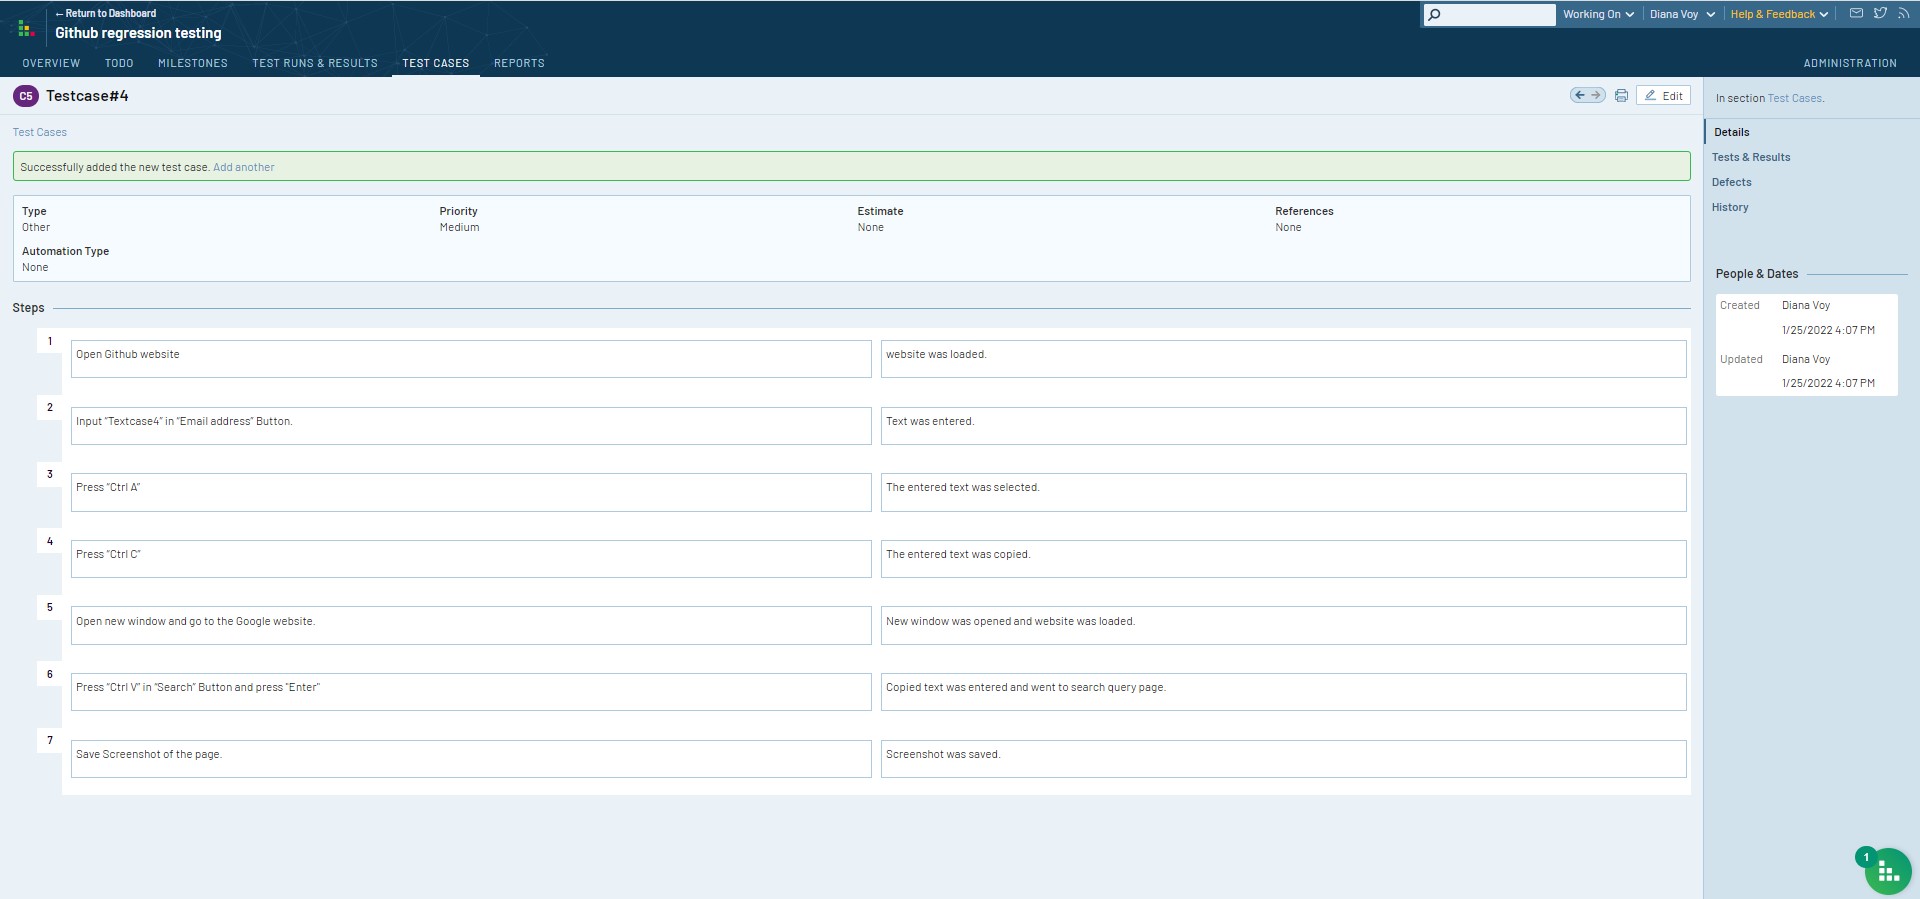 ← Return to Dashboard
Github regression testing
Working On
Diana Voy
Help & Feedback
OVERVIEW
TODO
MILESTONES
TEST RUNS & RESULTS
TEST CASES
REPORTS
ADMINISTRATION
C5 Testcase#4
Edit
In section Test Cases.
Test Cases
Details
Tests & Results
Defects
History
Successfully added the new test case. Add another
Type
Other
Priority
Medium
Estimate
None
References
None
Automation Type
None
People & Dates
Created Diana Voy
1/25/2022 4:07 PM
Updated Diana Voy
1/25/2022 4:07 PM
Steps
1
Open Github website
website was loaded.
2
Input “Textcase4” in “Email address” Button.
Text was entered.
3
Press “Ctrl A”
The entered text was selected.
4
Press “Ctrl C”
The entered text was copied.
5
Open new window and go to the Google website.
New window was opened and website was loaded.
6
Press “Ctrl V” in “Search” Button and press "Enter"
Copied text was entered and went to search query page.
7
Save Screenshot of the page.
Screenshot was saved.
1